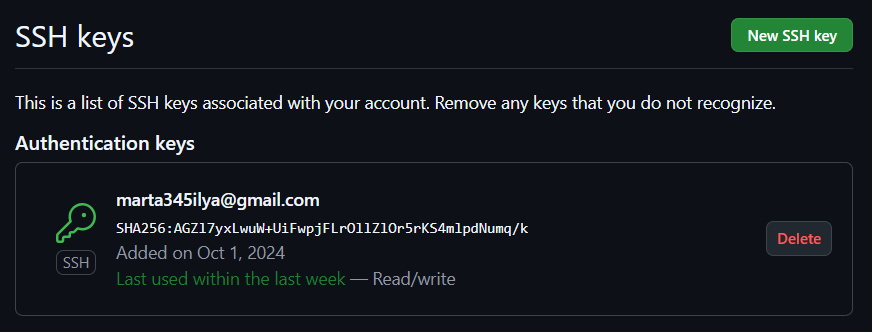 SSH keys
New SSH key
This is a list of SSH keys associated with your account. Remove any keys that you do not recognize.
Authentication keys
marta345ilya@gmail.com
SHA256:AGZl7yxLwuW+UiFwpjFLrOllZlOr5rKS4mlpdNumq/k
Added on Oct 1, 2024
SSH
Last used within the last week — Read/write
Delete